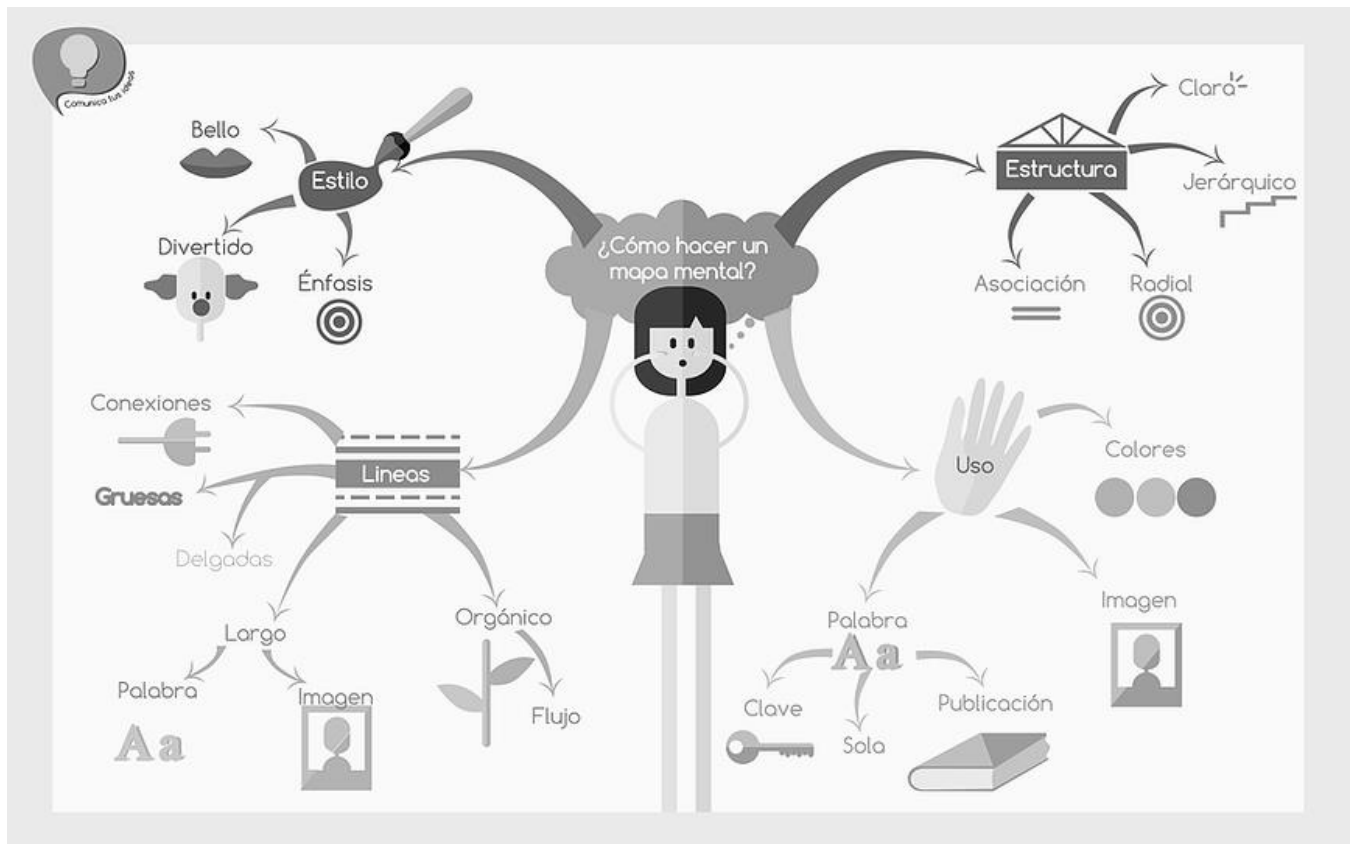 Comunica tus ideas
¿Cómo hacer un
mapa mental?
Estilo
Bello
Divertido
Énfasis
Estructura
Clara
Jerárquico
Asociación
Radial
Lineas
Conexiones
Gruesas
Delgadas
Largo
Palabra
Aa
Imagen
Orgánico
Flujo
Uso
Colores
Imagen
Palabra
Aa
Clave
Sola
Publicación